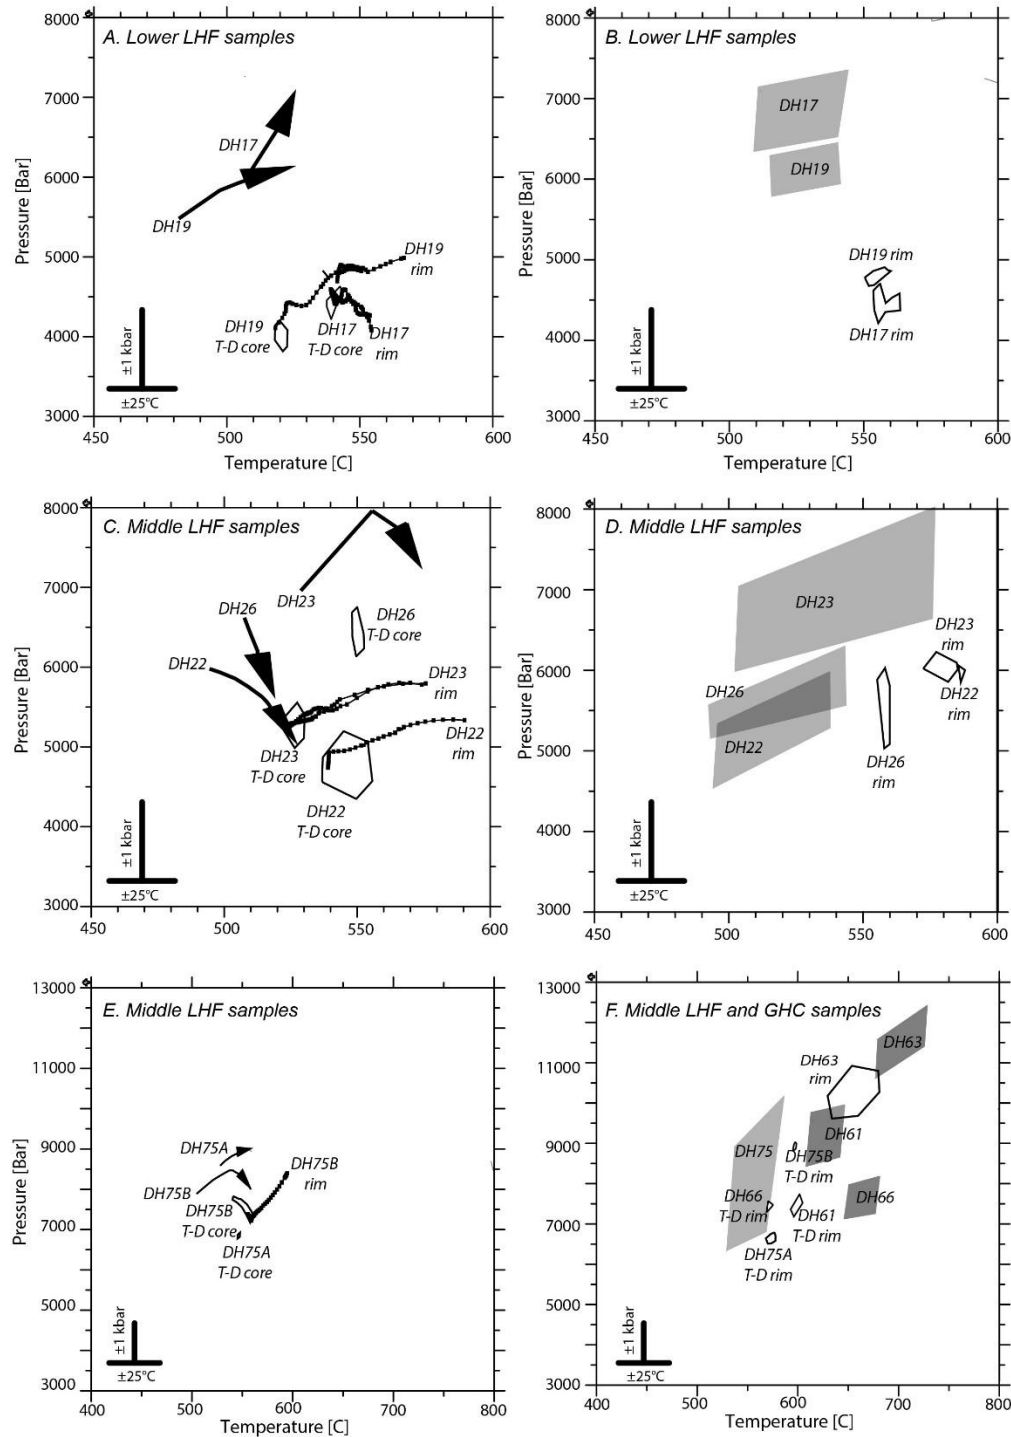 A. Lower LHF samples
8000
7000
6000
5000
4000
3000
Pressure [Bar]
DH17
DH19
DH19
rim
DH19
T-D core
DH17
T-D core
DH17
rim
±1 kbar
±25°C
450
500
550
600
Temperature [C]
B. Lower LHF samples
8000
7000
6000
5000
4000
3000
Pressure [Bar]
DH17
DH19
DH19 rim
DH17 rim
±1 kbar
±25°C
450
500
550
600
Temperature [C]
C. Middle LHF samples
8000
7000
6000
5000
4000
3000
Pressure [Bar]
DH23
DH26
DH26
T-D core
DH22
DH23
rim
DH22
rim
DH23
T-D core
DH22
T-D core
±1 kbar
±25°C
450
500
550
600
Temperature [C]
D. Middle LHF samples
8000
7000
6000
5000
4000
3000
Pressure [Bar]
DH23
DH23
rim
DH26
DH22
DH22
rim
DH26
rim
±1 kbar
±25°C
450
500
550
600
Temperature [C]
E. Middle LHF samples
13000
11000
9000
7000
5000
3000
Pressure [Bar]
DH75A
DH75B
DH75B
rim
DH75B
T-D core
DH75A
T-D core
±1 kbar
±25°C
400
500
600
700
800
Temperature [C]
F. Middle LHF and GHC samples
13000
11000
9000
7000
5000
3000
Pressure [Bar]
DH63
DH63
rim
DH61
DH75
DH75B
T-D rim
DH66
T-D rim
DH66
DH61
T-D rim
DH75A
T-D rim
±1 kbar
±25°C
400
500
600
700
800
Temperature [C]